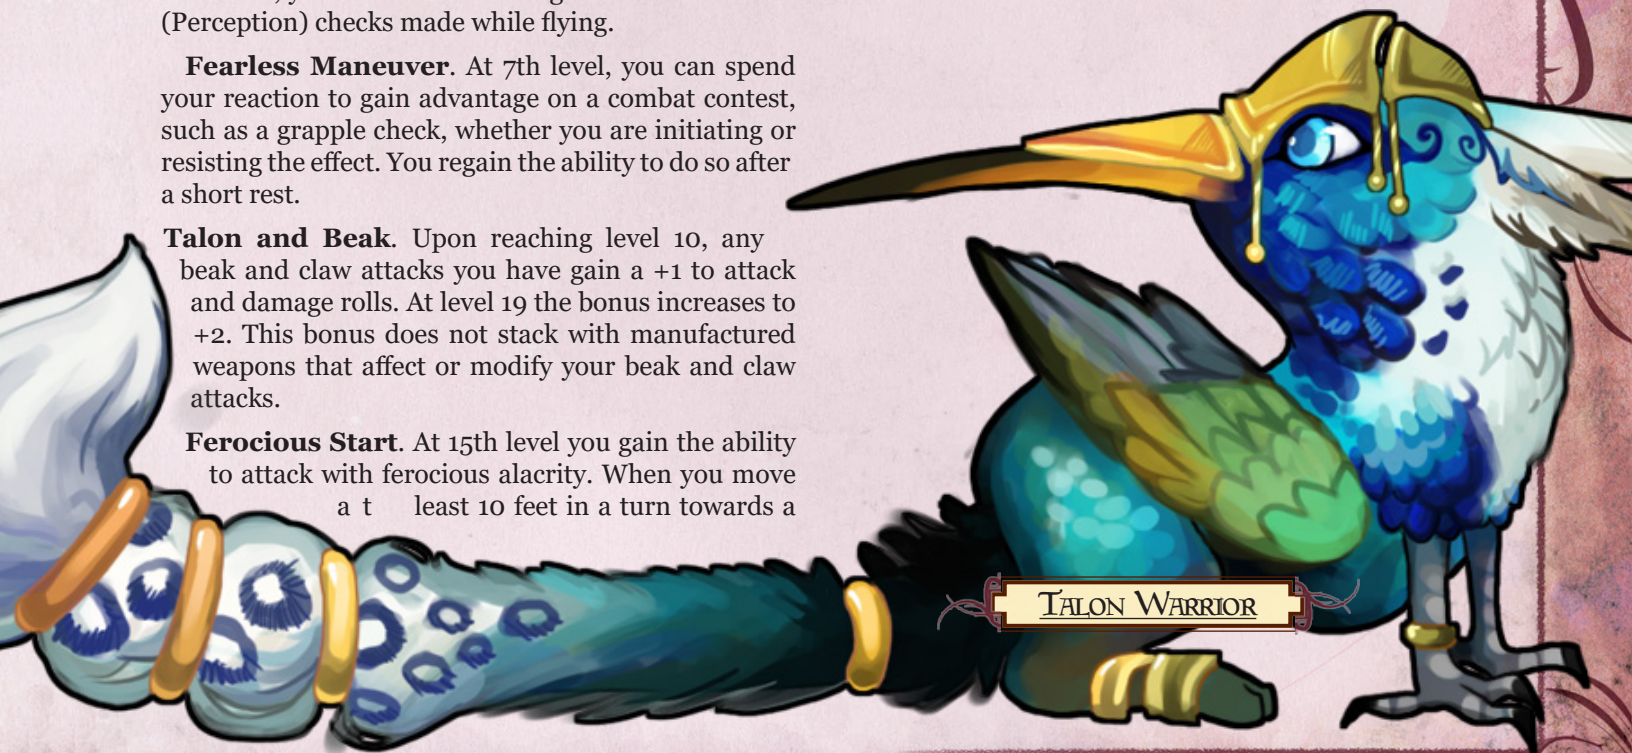 (Perception) checks made while flying.
Fearless Maneuver. At 7th level, you can spend
your reaction to gain advantage on a combat contest,
such as a grapple check, whether you are initiating or
resisting the effect. You regain the ability to do so after
a short rest.
Talon and Beak. Upon reaching level 10, any
beak and claw attacks you have gain a +1 to attack
and damage rolls. At level 19 the bonus increases to
+2. This bonus does not stack with manufactured
weapons that affect or modify your beak and claw
attacks.
Ferocious Start. At 15th level you gain the ability
to attack with ferocious alacrity. When you move
a t least 10 feet in a turn towards a
Talon Warrior